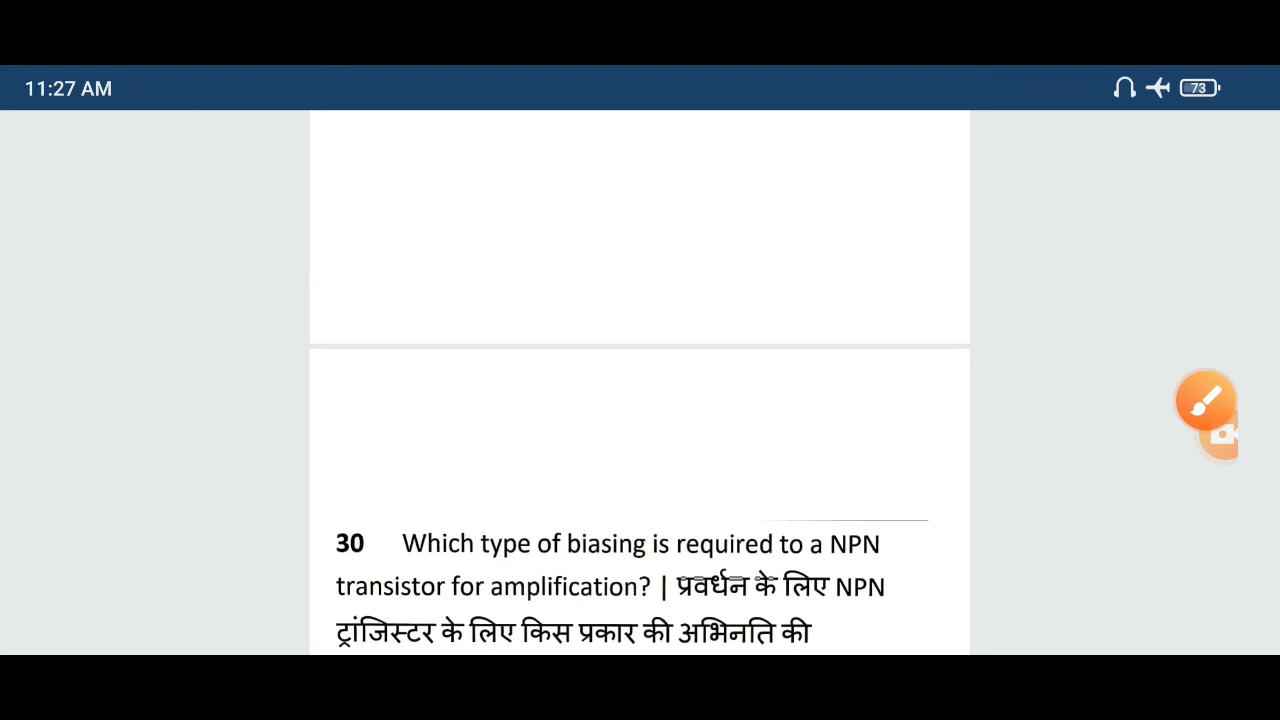 11:27 AM
73
30 Which type of biasing is required to a NPN
transistor for amplification? | प्रवर्धन के लिए NPN
ट्रांजिस्टर के लिए किस प्रकार की अभिनति की